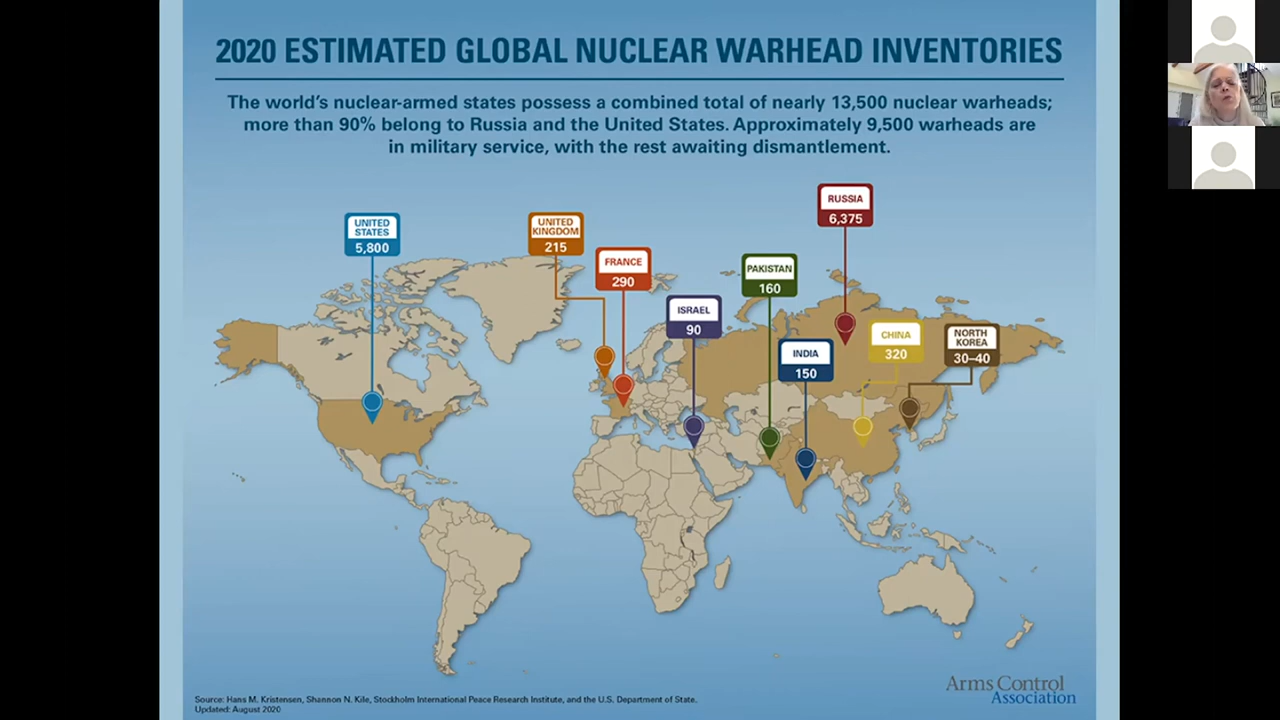 2020 ESTIMATED GLOBAL NUCLEAR WARHEAD INVENTORIES
The world's nuclear-armed states possess a combined total of nearly 13,500 nuclear warheads;
more than 90% belong to Russia and the United States. Approximately 9,500 warheads are
in military service, with the rest awaiting dismantlement.
UNITED
STATES
5,800
UNITED
KINGDOM
215
FRANCE
290
ISRAEL
90
PAKISTAN
160
INDIA
150
RUSSIA
6,375
CHINA
320
NORTH
KOREA
30–40
Source: Hans M. Kristensen, Shannon N. Kile, Stockholm International Peace Research Institute, and the U.S. Department of State.
Updated: August 2020
Arms Control
Association